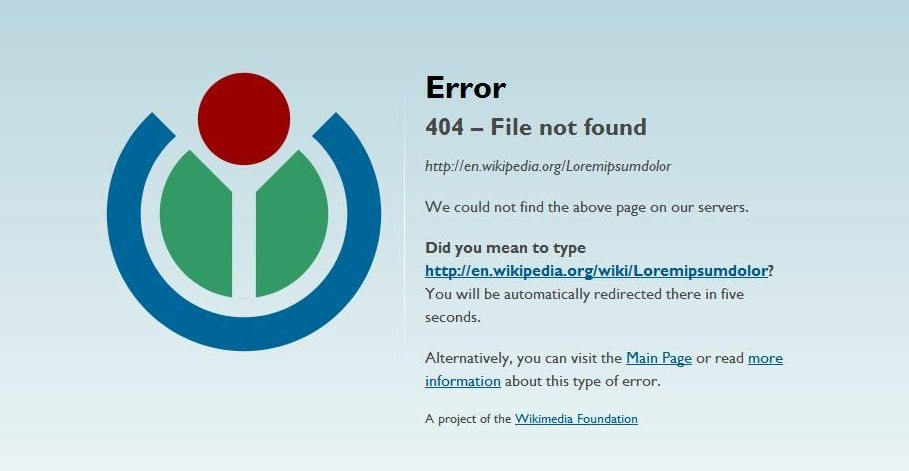 Error
404 – File not found
http://en.wikipedia.org/Loremipsumdolor
We could not find the above page on our servers.
Did you mean to type
http://en.wikipedia.org/wiki/Loremipsumdolor?
You will be automatically redirected there in five
seconds.
Alternatively, you can visit the Main Page or read more
information about this type of error.
A project of the Wikimedia Foundation